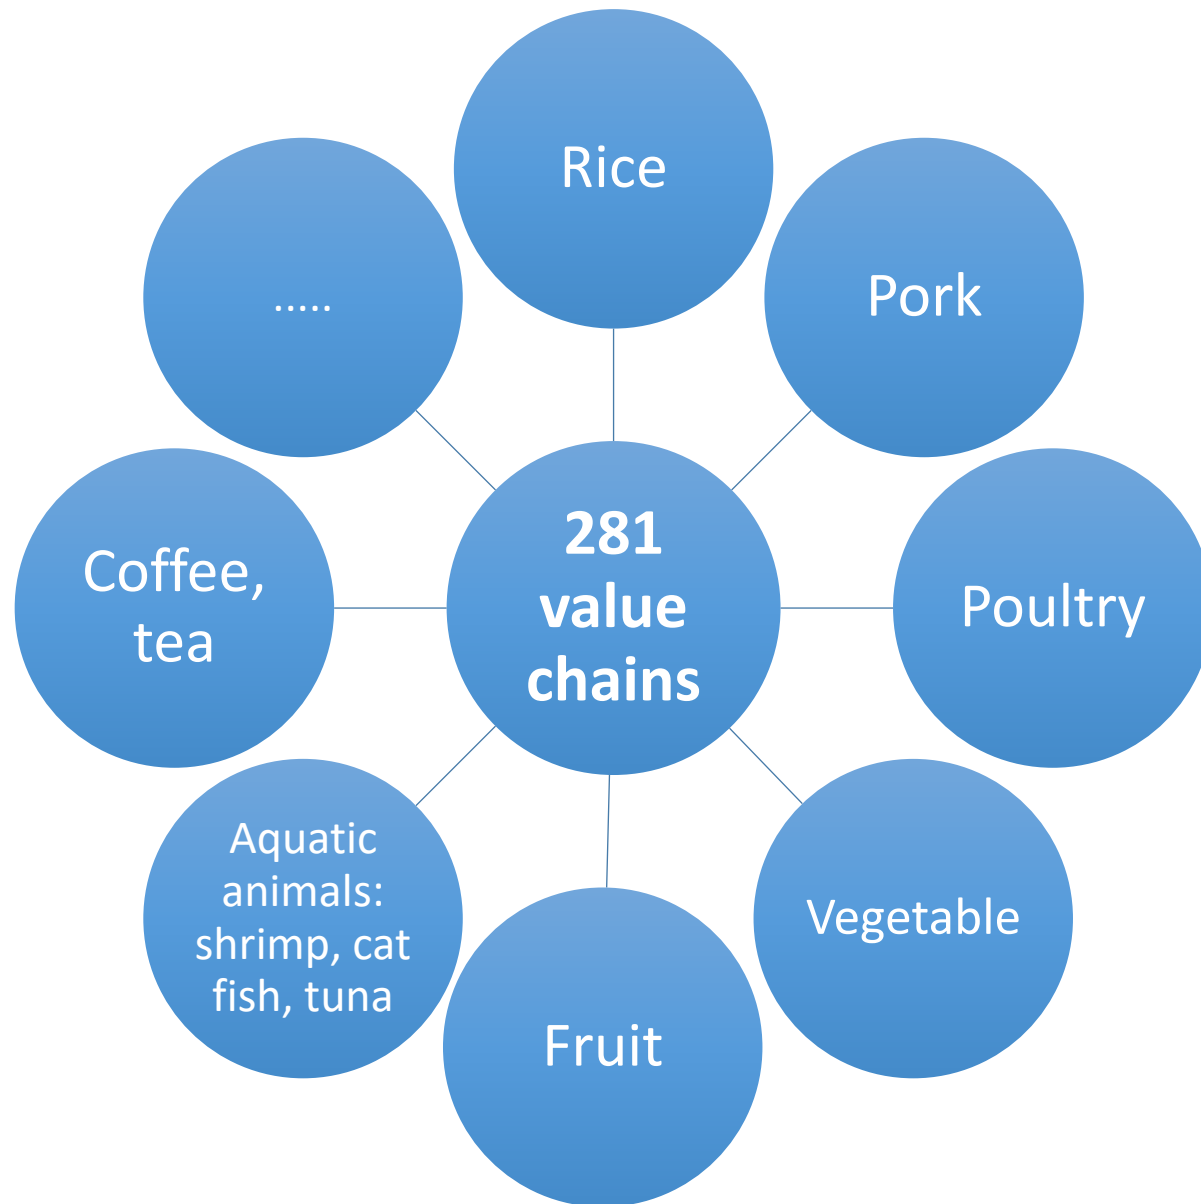 Rice
Pork
Poultry
Vegetable
Fruit
Aquatic
animals:
shrimp, cat
fish, tuna
Coffee,
tea
.....
281
value
chains